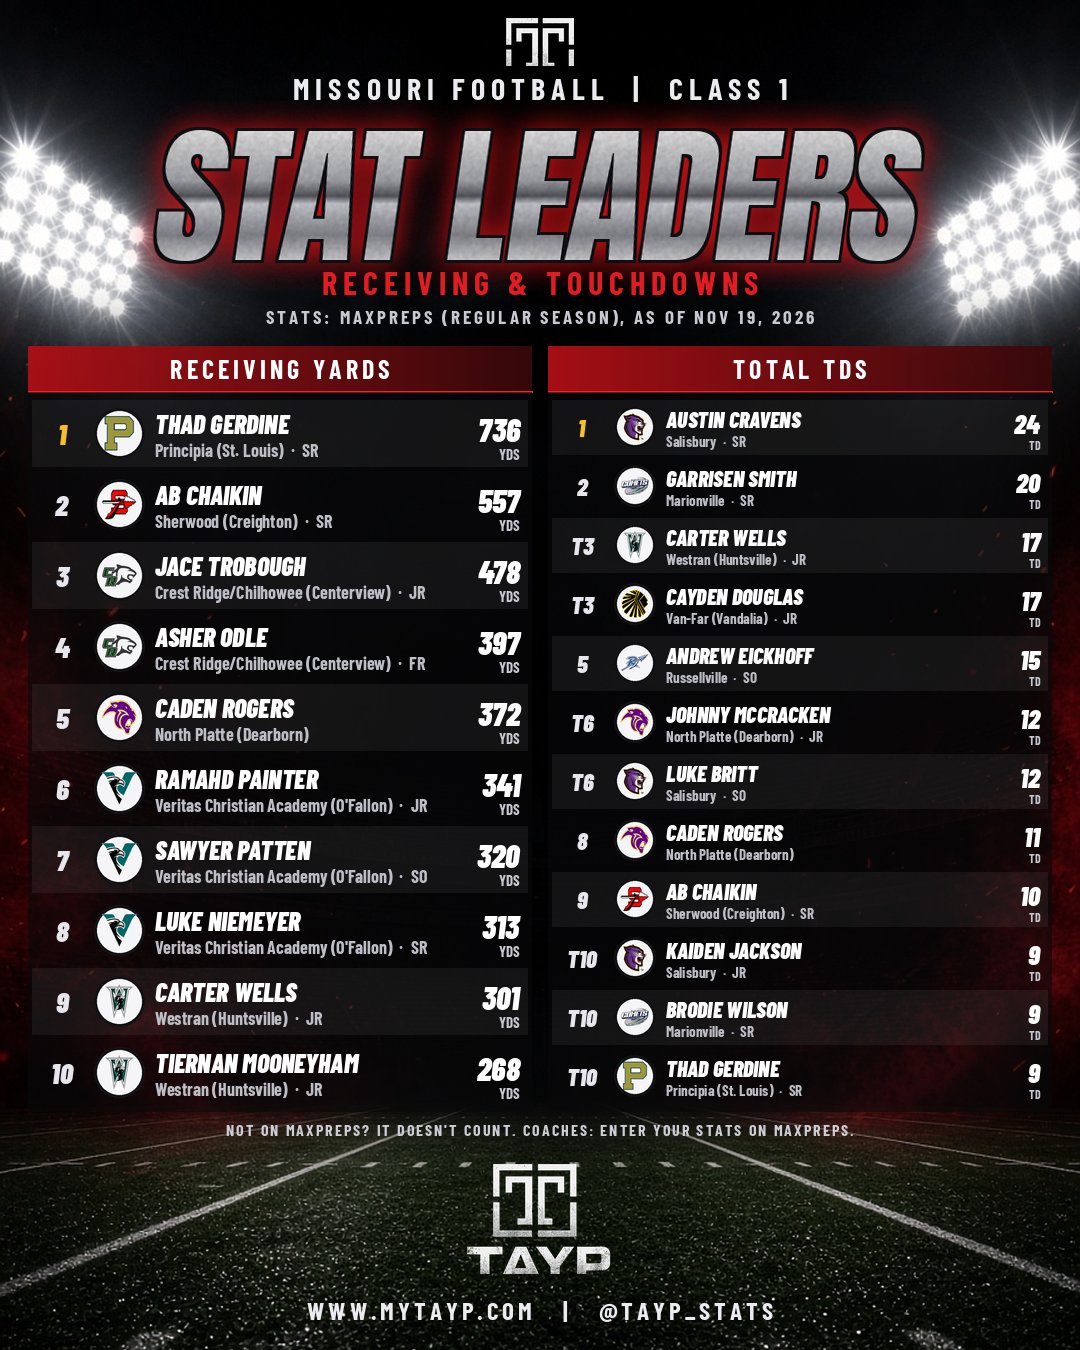 MISSOURI FOOTBALL | CLASS 1
STAT LEADERS
RECEIVING & TOUCHDOWNS
STATS: MAXPREPS (REGULAR SEASON), AS OF NOV 19, 2026
RECEIVING YARDS
1 THAD GERDINE 736
Principia (St. Louis) · SR YDS
2 AB CHAIKIN 557
Sherwood (Creighton) · SR YDS
3 JACE TROBOUGH 478
Crest Ridge/Chilhowee (Centerview) · JR YDS
4 ASHER ODLE 397
Crest Ridge/Chilhowee (Centerview) · FR YDS
5 CADEN ROGERS 372
North Platte (Dearborn) YDS
6 RAMAHD PAINTER 341
Veritas Christian Academy (O'Fallon) · JR YDS
7 SAWYER PATTEN 320
Veritas Christian Academy (O'Fallon) · SO YDS
8 LUKE NIEMEYER 313
Veritas Christian Academy (O'Fallon) · SR YDS
9 CARTER WELLS 301
Westran (Huntsville) · JR YDS
10 TIERNAN MOONEYHAM 268
Westran (Huntsville) · JR YDS
TOTAL TDS
1 AUSTIN CRAVENS 24
Salisbury · SR TD
2 GARRISEN SMITH 20
Marionville · SR TD
T3 CARTER WELLS 17
Westran (Huntsville) · JR TD
T3 CAYDEN DOUGLAS 17
Van-Far (Vandalia) · JR TD
5 ANDREW EICKHOFF 15
Russellville · SO TD
T6 JOHNNY MCCRACKEN 12
North Platte (Dearborn) · JR TD
T6 LUKE BRITT 12
Salisbury · SO TD
8 CADEN ROGERS 11
North Platte (Dearborn) TD
9 AB CHAIKIN 10
Sherwood (Creighton) · SR TD
T10 KAIDEN JACKSON 9
Salisbury · JR TD
T10 BRODIE WILSON 9
Marionville · SR TD
T10 THAD GERDINE 9
Principia (St. Louis) · SR TD
NOT ON MAXPREPS? IT DOESN'T COUNT. COACHES: ENTER YOUR STATS ON MAXPREPS.
TAYP
WWW.MYTAYP.COM | @TAYP_STATS